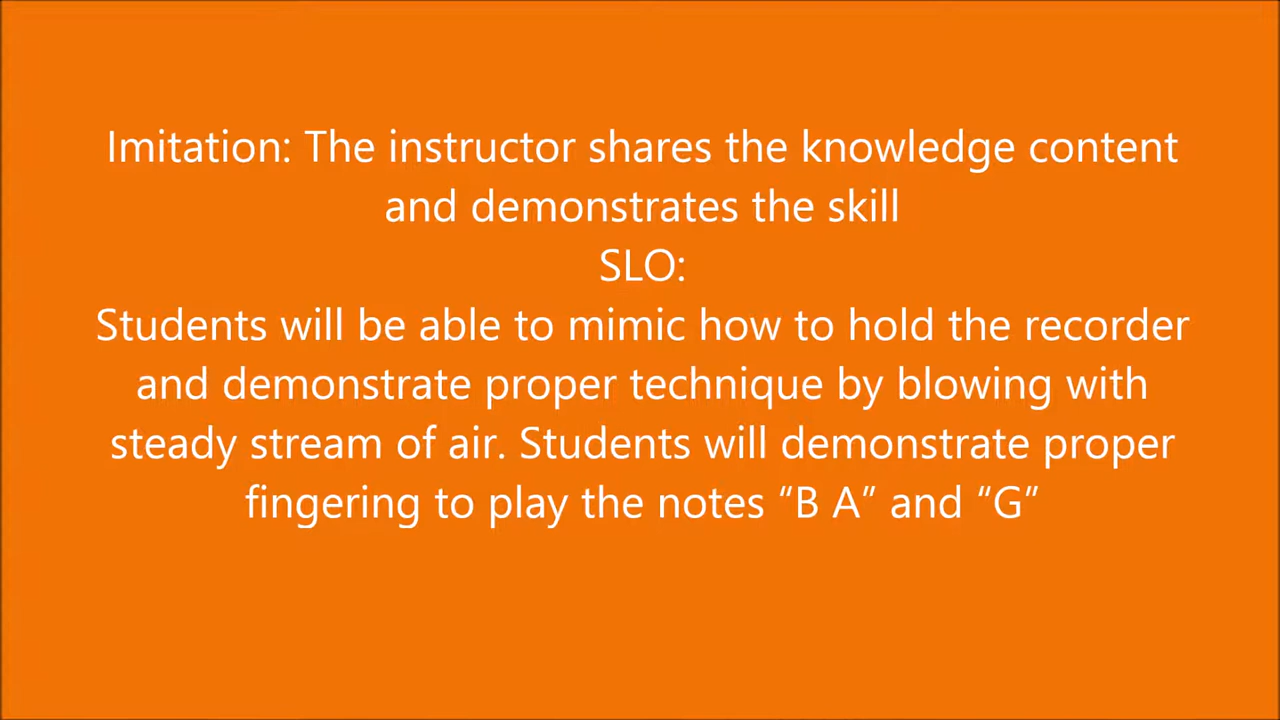 Imitation: The instructor shares the knowledge content
and demonstrates the skill
SLO:
Students will be able to mimic how to hold the recorder
and demonstrate proper technique by blowing with
steady stream of air. Students will demonstrate proper
fingering to play the notes “B A” and “G”